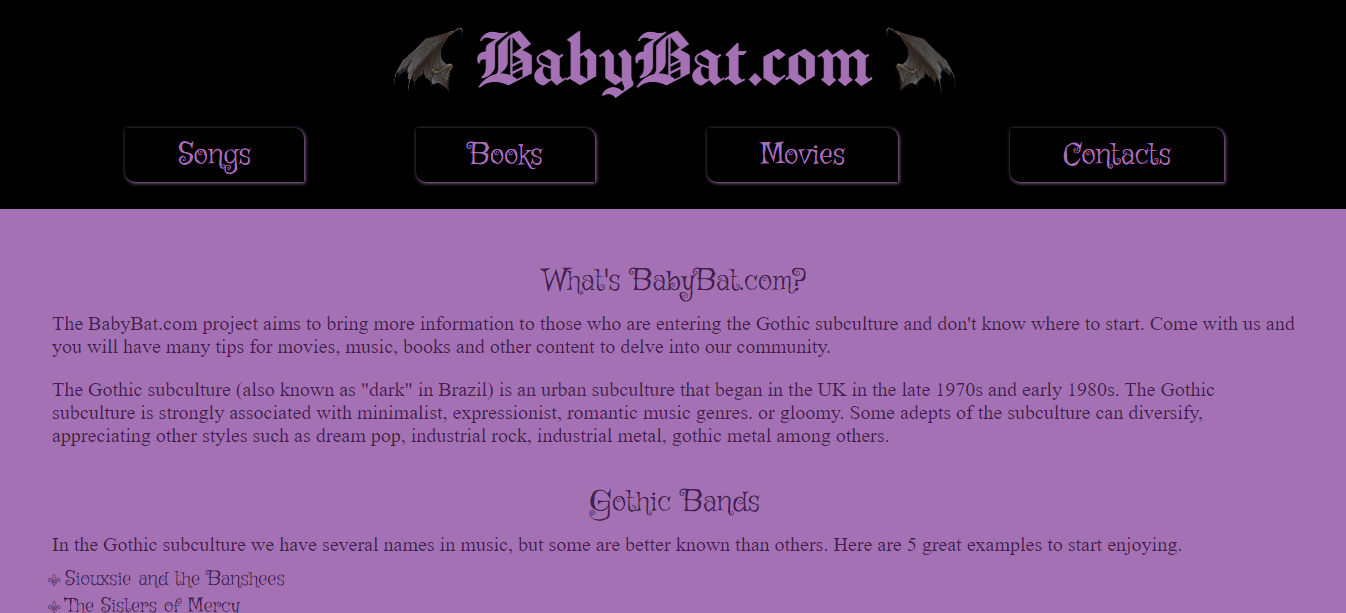 BabyBat.com
Songs
Books
Movies
Contacts
What's BabyBat.com?
The BabyBat.com project aims to bring more information to those who are entering the Gothic subculture and don't know where to start. Come with us and
you will have many tips for movies, music, books and other content to delve into our community.
The Gothic subculture (also known as "dark" in Brazil) is an urban subculture that began in the UK in the late 1970s and early 1980s. The Gothic
subculture is strongly associated with minimalist, expressionist, romantic music genres. or gloomy. Some adepts of the subculture can diversify,
appreciating other styles such as dream pop, industrial rock, industrial metal, gothic metal among others.
Gothic Bands
In the Gothic subculture we have several names in music, but some are better known than others. Here are 5 great examples to start enjoying.
Siouxsie and the Banshees
The Sisters of Mercy